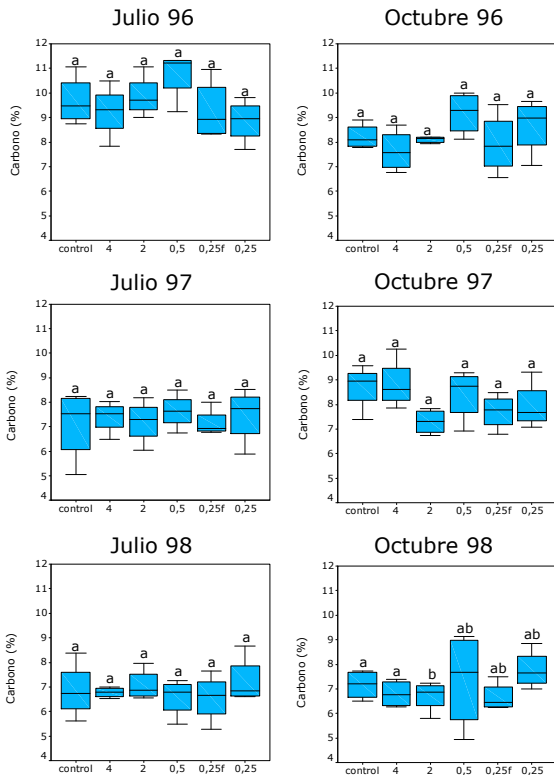 Julio 96
Octubre 96
12
11
10
9
8
7
6
5
4
Carbono (%)
a a a a a a
control 4 2 0,5 0,25f 0,25
12
11
10
9
8
7
6
5
4
Carbono (%)
a a a a a a
control 4 2 0,5 0,25f 0,25
Julio 97
Octubre 97
12
11
10
9
8
7
6
5
4
Carbono (%)
a a a a a a
control 4 2 0,5 0,25f 0,25
12
11
10
9
8
7
6
5
4
Carbono (%)
a a a a a a
control 4 2 0,5 0,25f 0,25
Julio 98
Octubre 98
12
11
10
9
8
7
6
5
4
Carbono (%)
a a a a a a
control 4 2 0,5 0,25f 0,25
12
11
10
9
8
7
6
5
4
Carbono (%)
a a b ab ab ab
control 4 2 0,5 0,25f 0,25